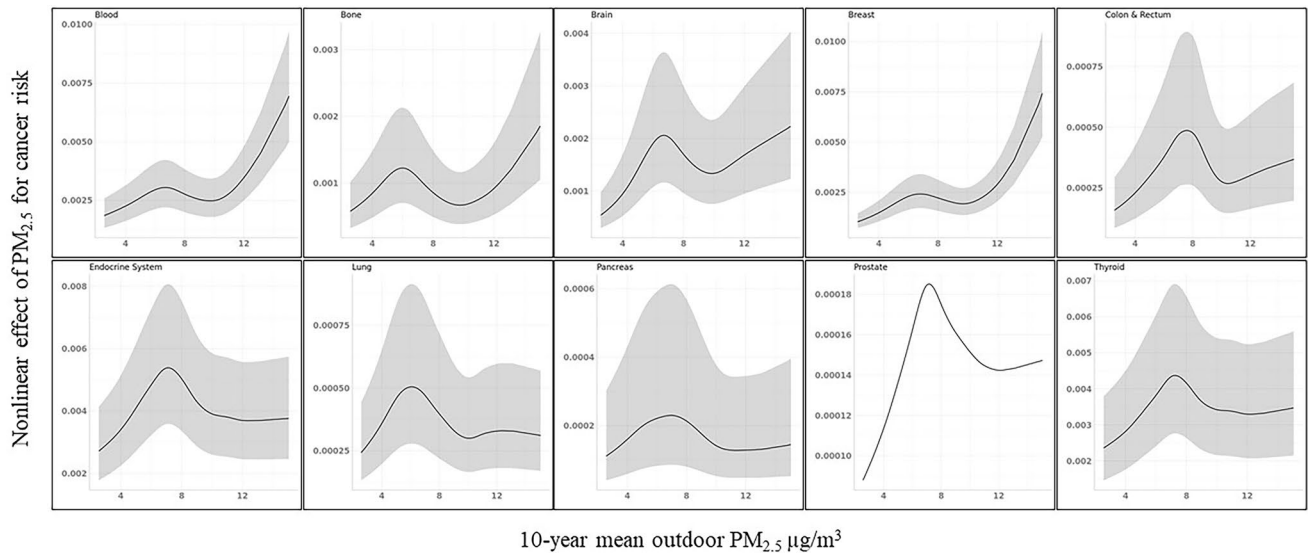 Nonlinear effect of PM2.5 for cancer risk
Blood
0.0100
0.0075
0.0050
0.0025
4 8 12
Bone
0.003
0.002
0.001
4 8 12
Brain
0.004
0.003
0.002
0.001
4 8 12
Breast
0.0100
0.0075
0.0050
0.0025
4 8 12
Colon & Rectum
0.00075
0.00050
0.00025
4 8 12
Endocrine System
0.008
0.006
0.004
0.002
4 8 12
Lung
0.00075
0.00050
0.00025
4 8 12
Pancreas
0.0006
0.0004
0.0002
4 8 12
Prostate
0.00018
0.00016
0.00014
0.00012
0.00010
4 8 12
Thyroid
0.007
0.006
0.005
0.004
0.003
0.002
4 8 12
10-year mean outdoor PM2.5 µg/m³